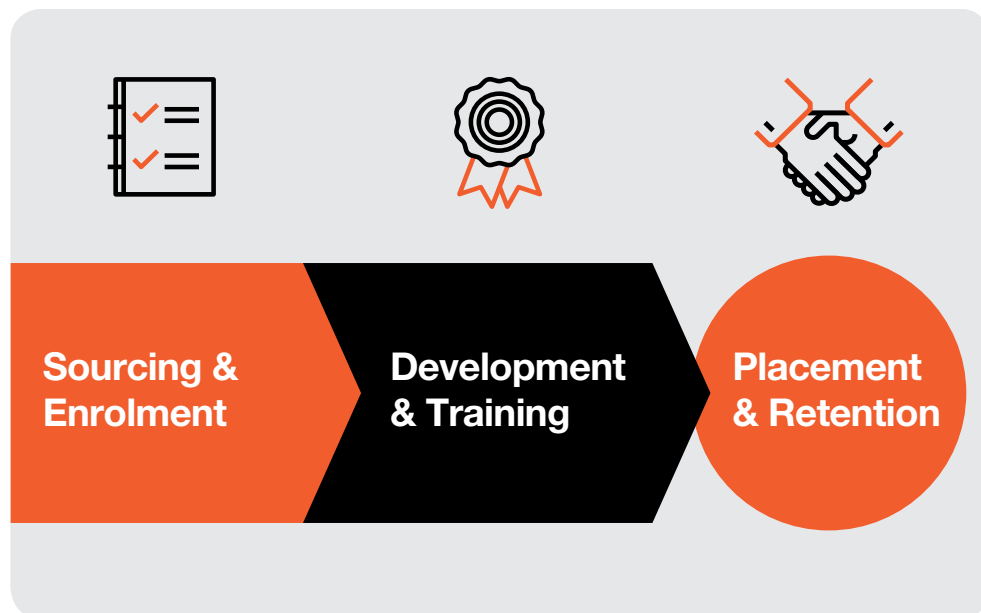 Sourcing &
Enrolment
Development
& Training
Placement
& Retention